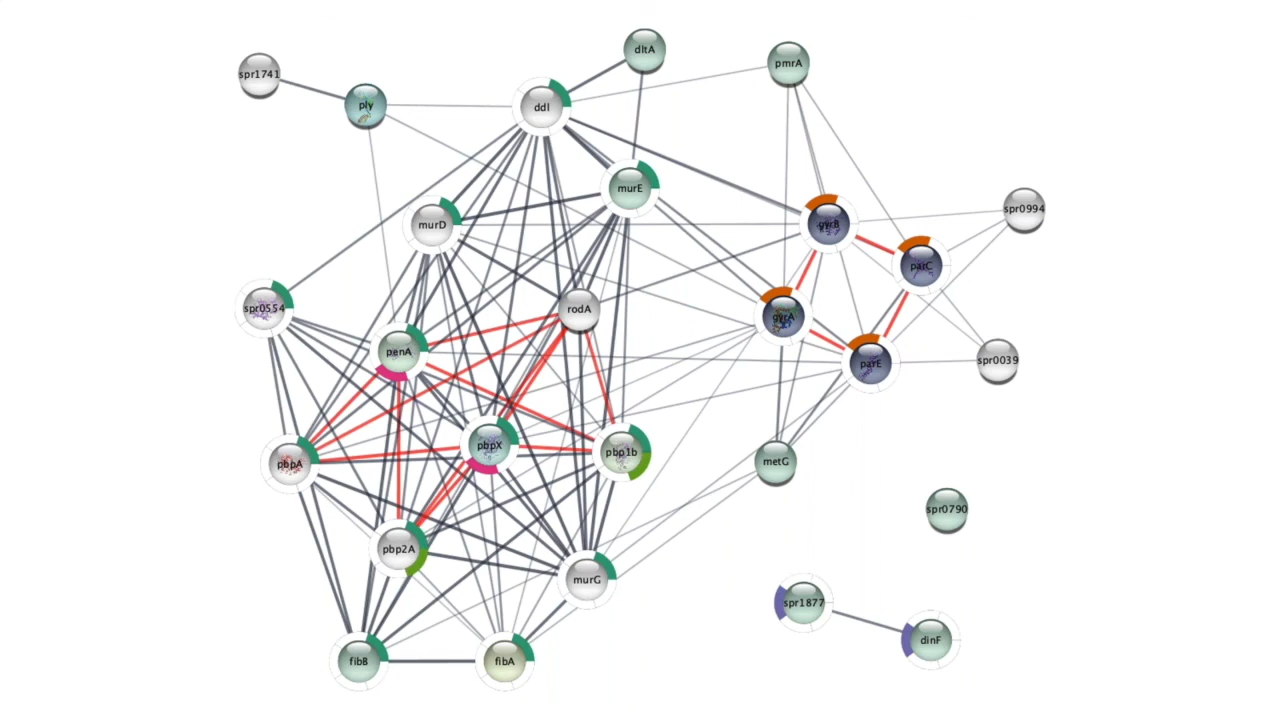 dltA
pmrA
spr1741
ply
ddl
murE
spr0994
murD
gyrB
parC
spr0554
rodA
gyrA
penA
parE
spr0039
pbpX
pbp1b
pbpA
metG
spr0790
pbp2A
murG
spr1877
dinF
fibB
fibA